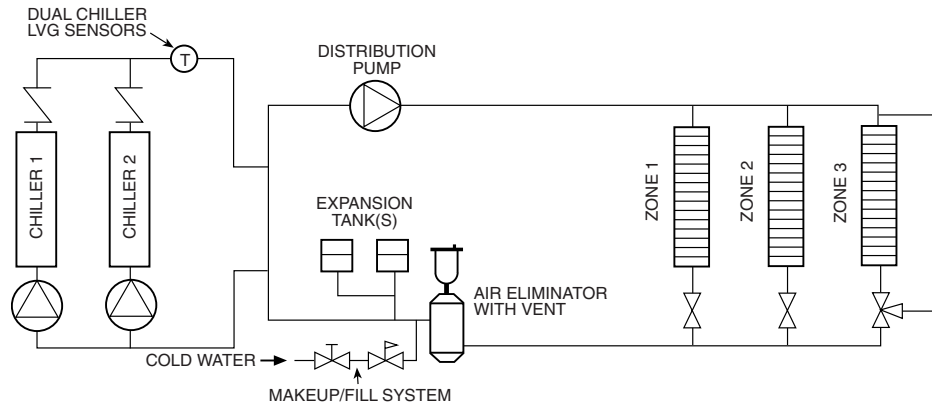 DUAL CHILLER
LVG SENSORS
T
DISTRIBUTION
PUMP
CHILLER 1
CHILLER 2
ZONE 1
ZONE 2
ZONE 3
EXPANSION
TANK(S)
AIR ELIMINATOR
WITH VENT
COLD WATER
MAKEUP/FILL SYSTEM